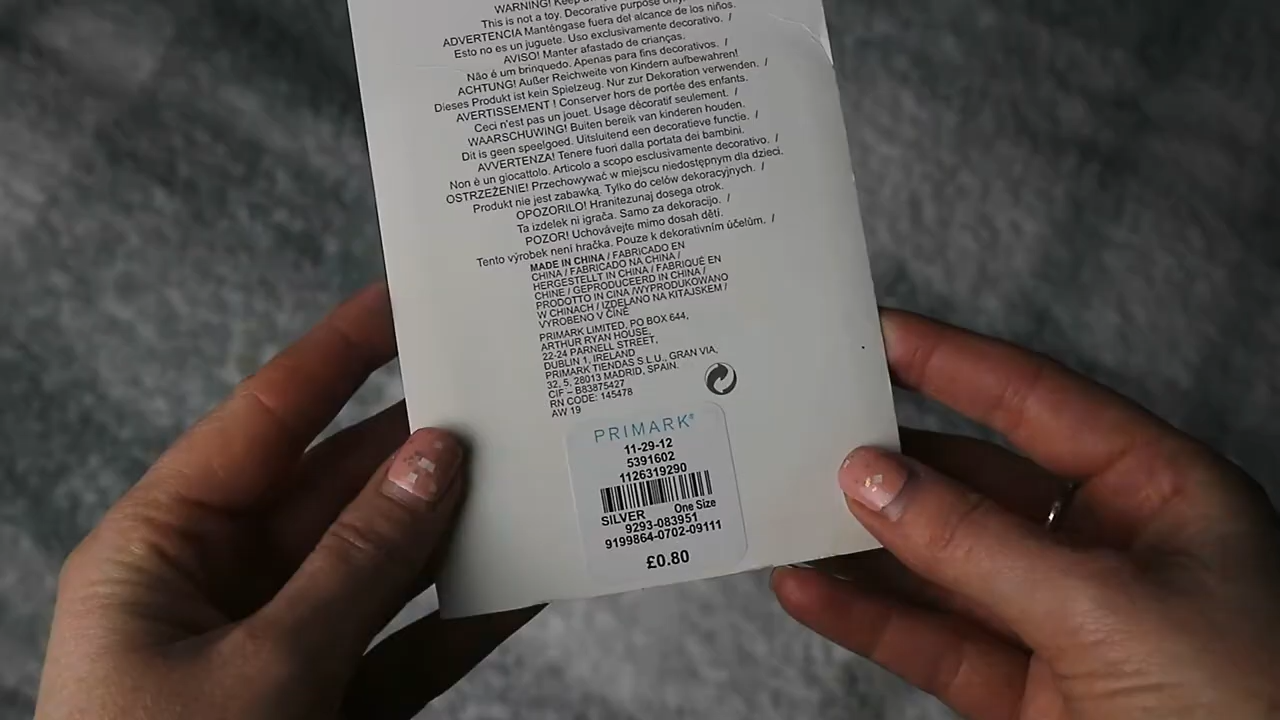 WARNING! Keep
This is not a toy. Decorative purpose only. /
ADVERTENCIA Manténgase fuera del alcance de los niños.
Esto no es un juguete. Uso exclusivamente decorativo. /
AVISO! Manter afastado de crianças.
Não é um brinquedo. Apenas para fins decorativos. /
ACHTUNG! Außer Reichweite von Kindern aufbewahren!
Dieses Produkt ist kein Spielzeug. Nur zur Dekoration verwenden. /
AVERTISSEMENT ! Conserver hors de portée des enfants.
Ceci n'est pas un jouet. Usage décoratif seulement. /
WAARSCHUWING! Buiten bereik van kinderen houden.
Dit is geen speelgoed. Uitsluitend een decoratieve functie. /
AVVERTENZA! Tenere fuori dalla portata dei bambini.
Non è un giocattolo. Articolo a scopo esclusivamente decorativo. /
OSTRZEŻENIE! Przechowywać w miejscu niedostępnym dla dzieci.
Produkt nie jest zabawką. Tylko do celów dekoracyjnych. /
OPOZORILO! Hranitezunaj dosega otrok.
Ta izdelek ni igrača. Samo za dekoracijo. /
POZOR! Uchovávejte mimo dosah dětí.
Tento výrobek není hračka. Pouze k dekorativním účelům. /
MADE IN CHINA / FABRICADO EN
CHINA / FABRICADO NA CHINA /
HERGESTELLT IN CHINA / FABRIQUÉ EN
CHINE / GEPRODUCEERD IN CHINA /
PRODOTTO IN CINA /WYPRODUKOWANO
W CHINACH / IZDELANO NA KITAJSKEM /
VYROBENO V ČÍNĚ
PRIMARK LIMITED, PO BOX 644,
ARTHUR RYAN HOUSE,
22-24 PARNELL STREET,
DUBLIN 1, IRELAND
PRIMARK TIENDAS S.L.U., GRAN VIA,
32, 5, 28013 MADRID, SPAIN.
CIF – B83875427
RN CODE: 145478
AW 19
PRIMARK®
11-29-12
5391602
1126319290
SILVER One Size
9293-083951
9199864-0702-09111
£0.80